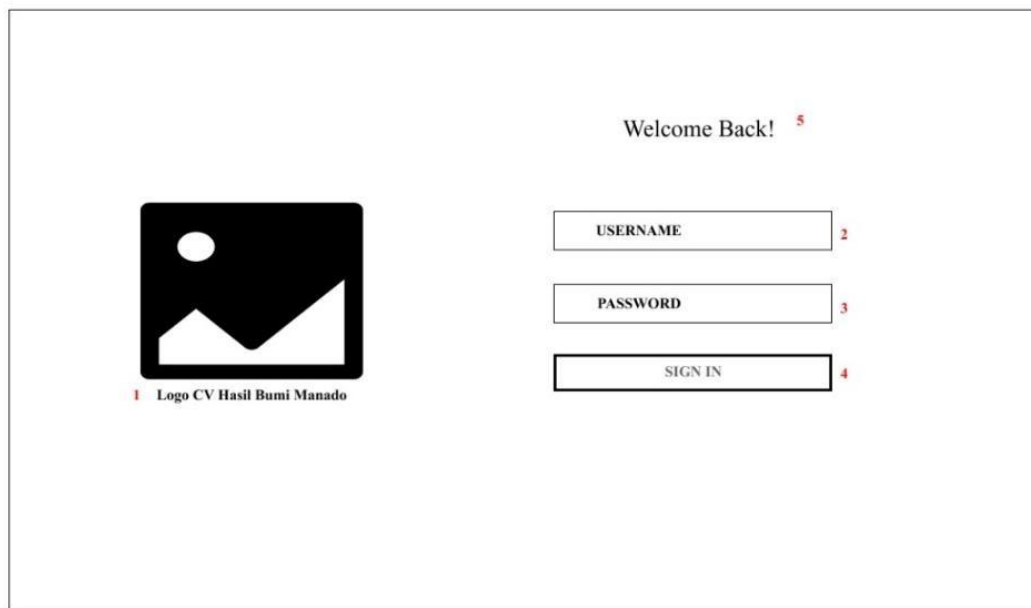 Welcome Back! 5
USERNAME 2
PASSWORD 3
SIGN IN 4
1 Logo CV Hasil Bumi Manado